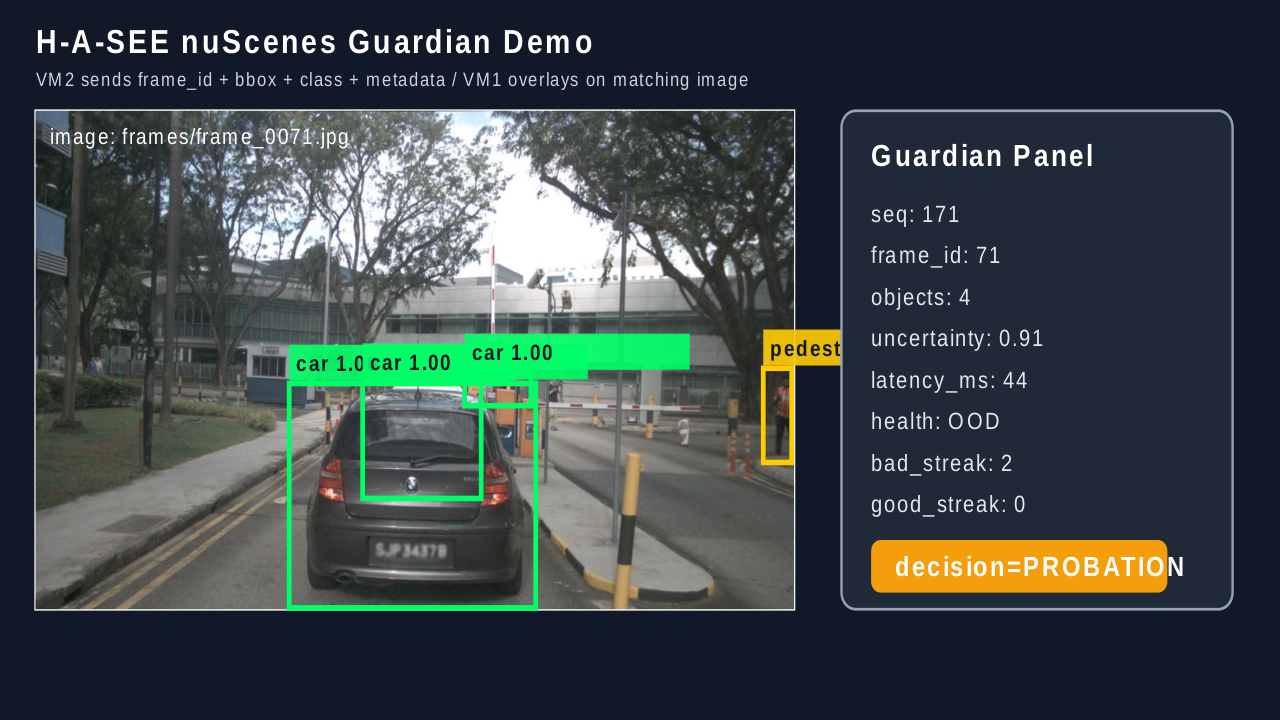 H-A-SEE nuScenes Guardian Demo
VM2 sends frame_id + bbox + class + metadata / VM1 overlays on matching image
image: frames/frame_0071.jpg
car 1.0
car 1.00
car 1.00
pedest
SJP3437B
Guardian Panel
seq: 171
frame_id: 71
objects: 4
uncertainty: 0.91
latency_ms: 44
health: OOD
bad_streak: 2
good_streak: 0
decision=PROBATION